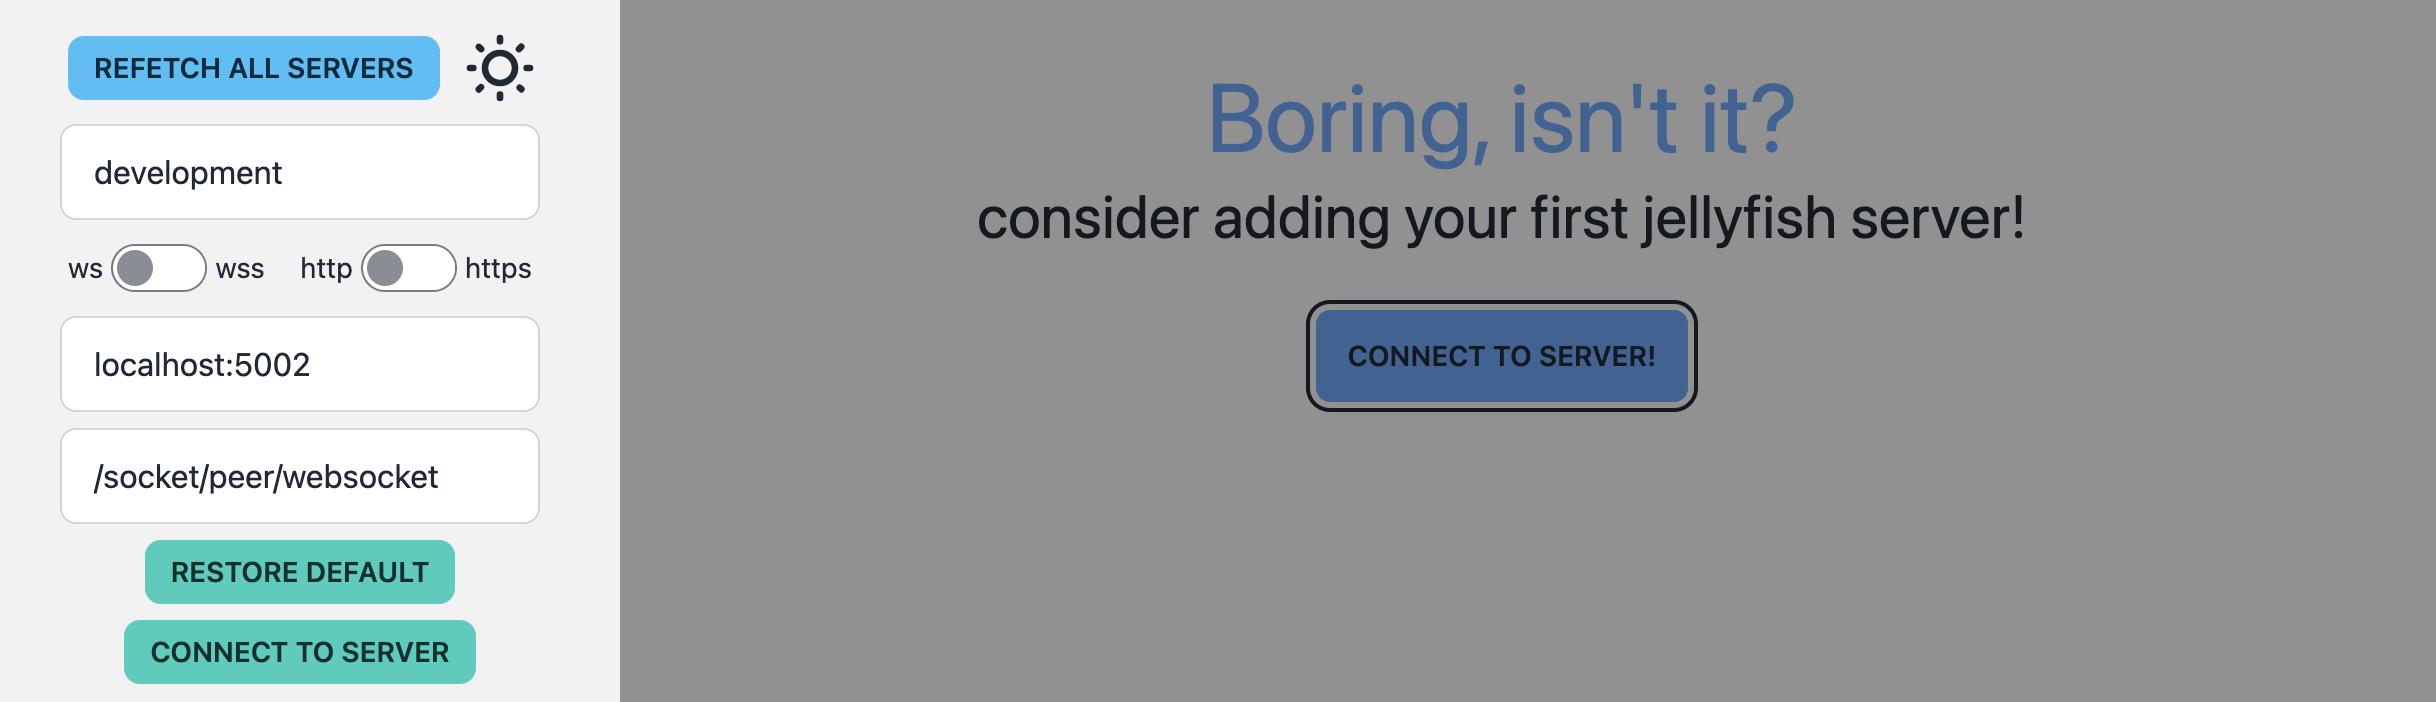 REFETCH ALL SERVERS
development
ws wss http https
localhost:5002
/socket/peer/websocket
RESTORE DEFAULT
CONNECT TO SERVER
Boring, isn't it?
consider adding your first jellyfish server!
CONNECT TO SERVER!